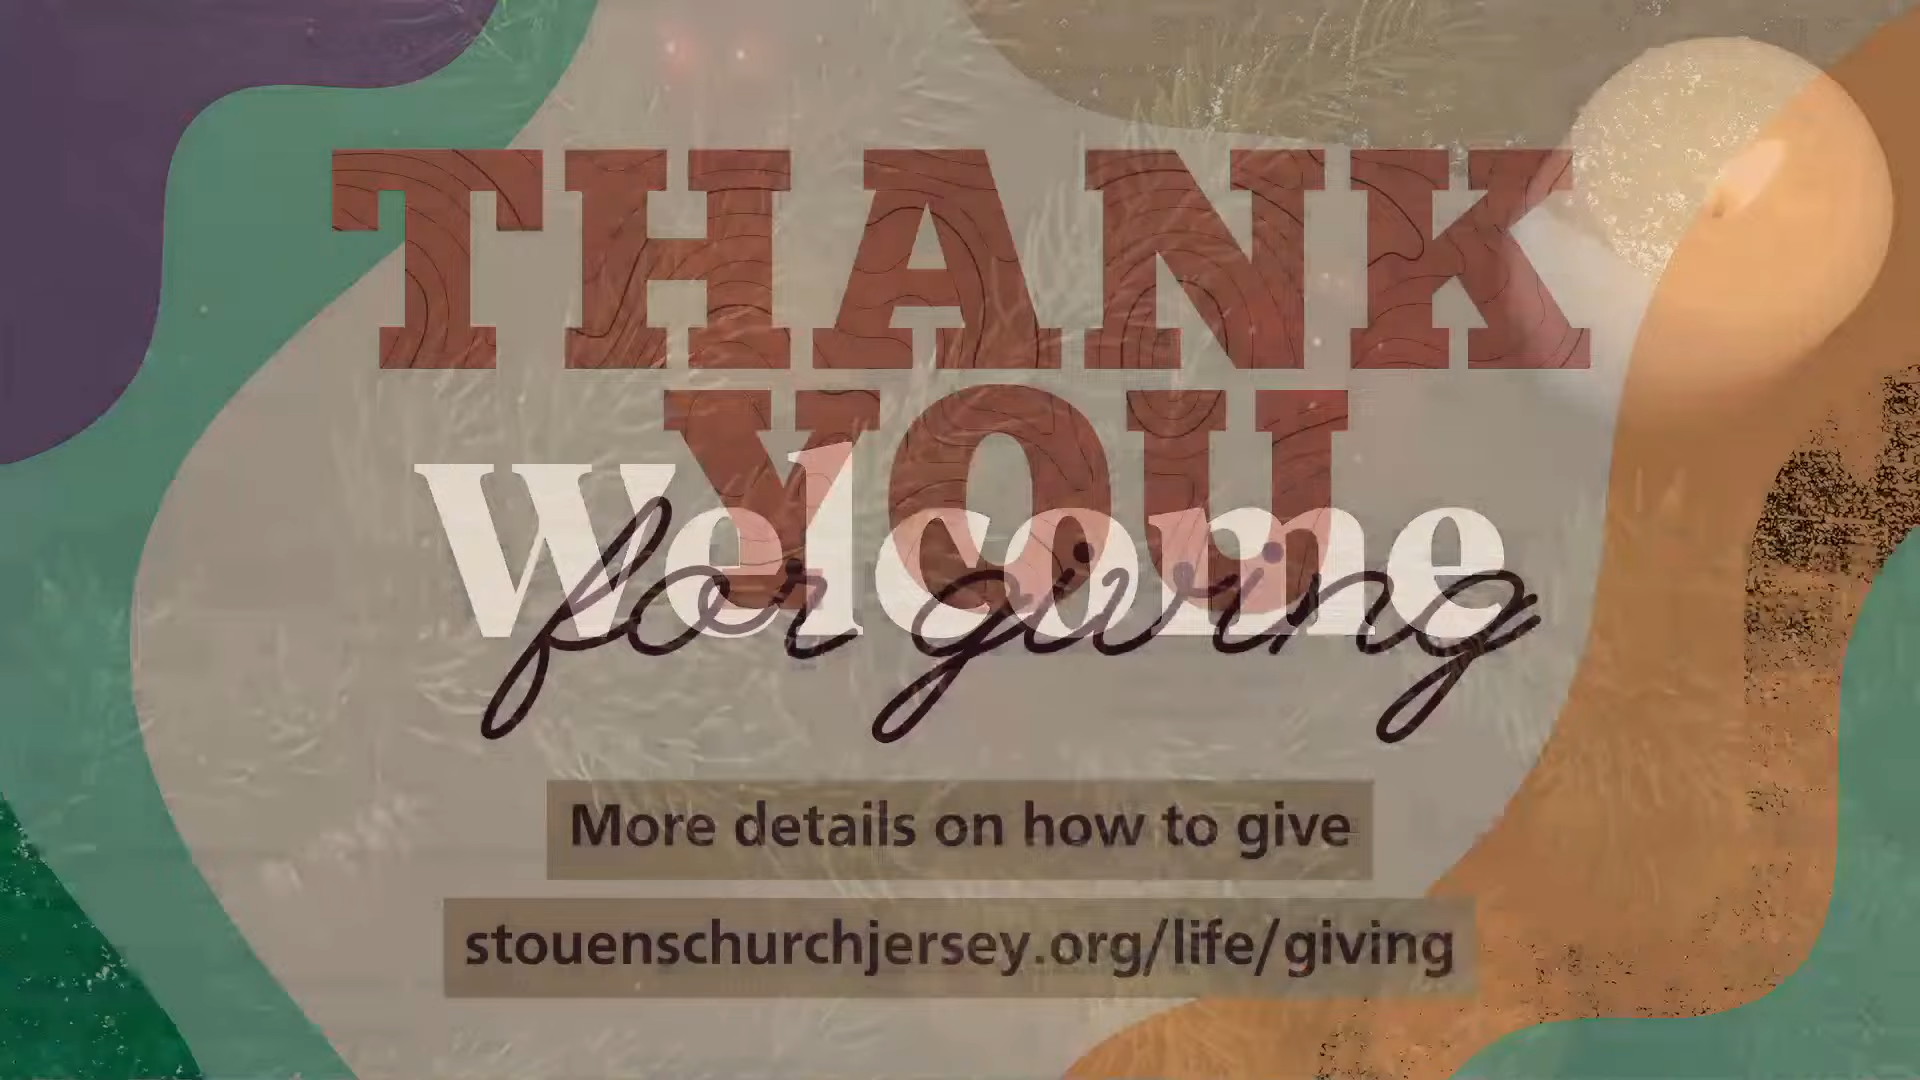 THANK
YOU
Welcome
for giving
More details on how to give
stouenschurchjersey.org/life/giving